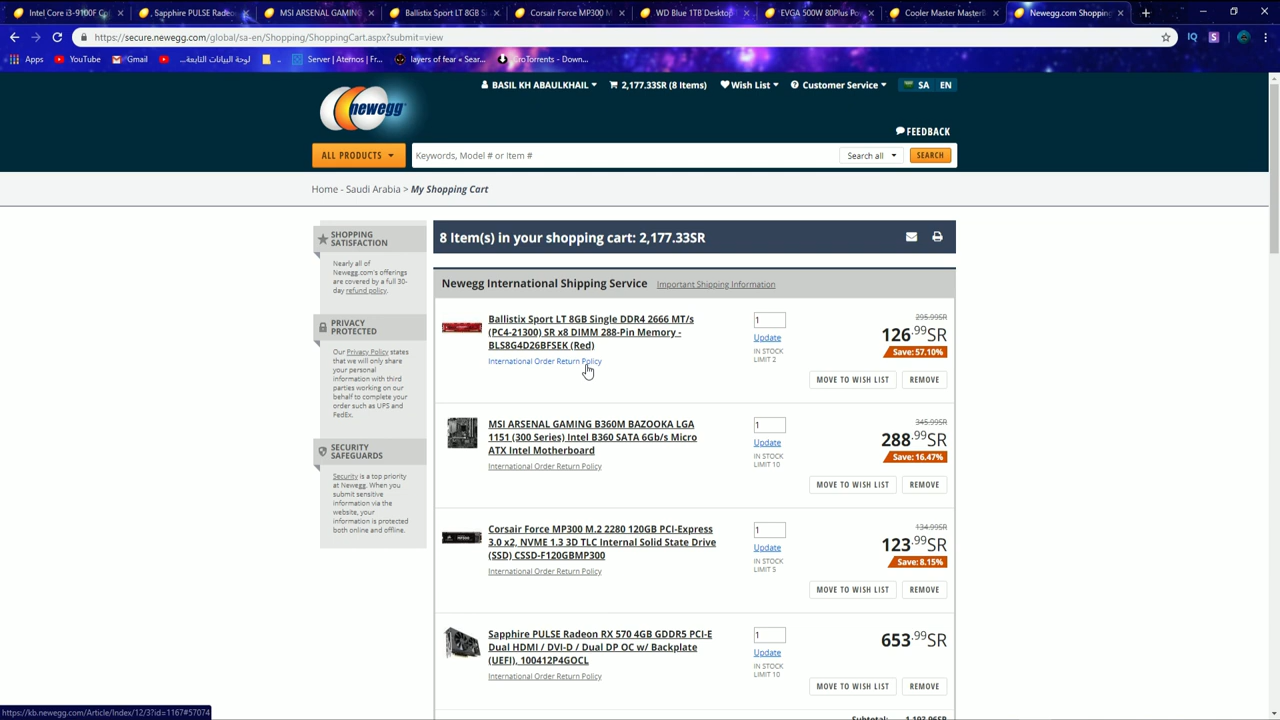 Intel Core i3-9100F Co
, Sapphire PULSE Radeo
MSI ARSENAL GAMING
Ballistix Sport LT 8GB S
Corsair Force MP300 M
WD Blue 1TB Desktop
EVGA 500W 80Plus Po
Cooler Master MasterB
Newegg.com Shopping
https://secure.newegg.com/global/sa-en/Shopping/ShoppingCart.aspx?submit=view
Apps
YouTube
Gmail
لوحة البيانات التابعة...
Server | Aternos | Fr...
layers of fear « Sear...
- Down...
BASIL KH ABAULKHAIL
2,177.33SR (8 Items)
Wish List
Customer Service
SA
EN
newegg
FEEDBACK
ALL PRODUCTS
Keywords, Model # or Item #
Search all
SEARCH
Home - Saudi Arabia > My Shopping Cart
SHOPPING
SATISFACTION
Nearly all of
Newegg.com's offerings
are covered by a full 30-
day refund policy.
PRIVACY
PROTECTED
Our Privacy Policy states
that we will only share
your personal
information with third
parties working on our
behalf to complete your
order such as UPS and
FedEx.
SECURITY
SAFEGUARDS
Security is a top priority
at Newegg. When you
submit sensitive
information via the
website, your
information is protected
both online and offline.
8 Item(s) in your shopping cart: 2,177.33SR
Newegg International Shipping Service
Important Shipping Information
Ballistix Sport LT 8GB Single DDR4 2666 MT/s
(PC4-21300) SR x8 DIMM 288-Pin Memory -
BLS8G4D26BFSEK (Red)
International Order Return Policy
1
Update
IN STOCK
LIMIT 2
295.99SR
126.99SR
Save: 57.10%
MOVE TO WISH LIST
REMOVE
MSI ARSENAL GAMING B360M BAZOOKA LGA
1151 (300 Series) Intel B360 SATA 6Gb/s Micro
ATX Intel Motherboard
International Order Return Policy
1
Update
IN STOCK
LIMIT 10
345.99SR
288.99SR
Save: 16.47%
MOVE TO WISH LIST
REMOVE
Corsair Force MP300 M.2 2280 120GB PCI-Express
3.0 x2, NVME 1.3 3D TLC Internal Solid State Drive
(SSD) CSSD-F120GBMP300
International Order Return Policy
1
Update
IN STOCK
LIMIT 5
134.99SR
123.99SR
Save: 8.15%
MOVE TO WISH LIST
REMOVE
Sapphire PULSE Radeon RX 570 4GB GDDR5 PCI-E
Dual HDMI / DVI-D / Dual DP OC w/ Backplate
(UEFI), 100412P4GOCL
International Order Return Policy
1
Update
IN STOCK
LIMIT 10
653.99SR
MOVE TO WISH LIST
REMOVE
Subtotal: 1,193.96SR
https://kb.newegg.com/Article/Index/12/3?id=1167#57074